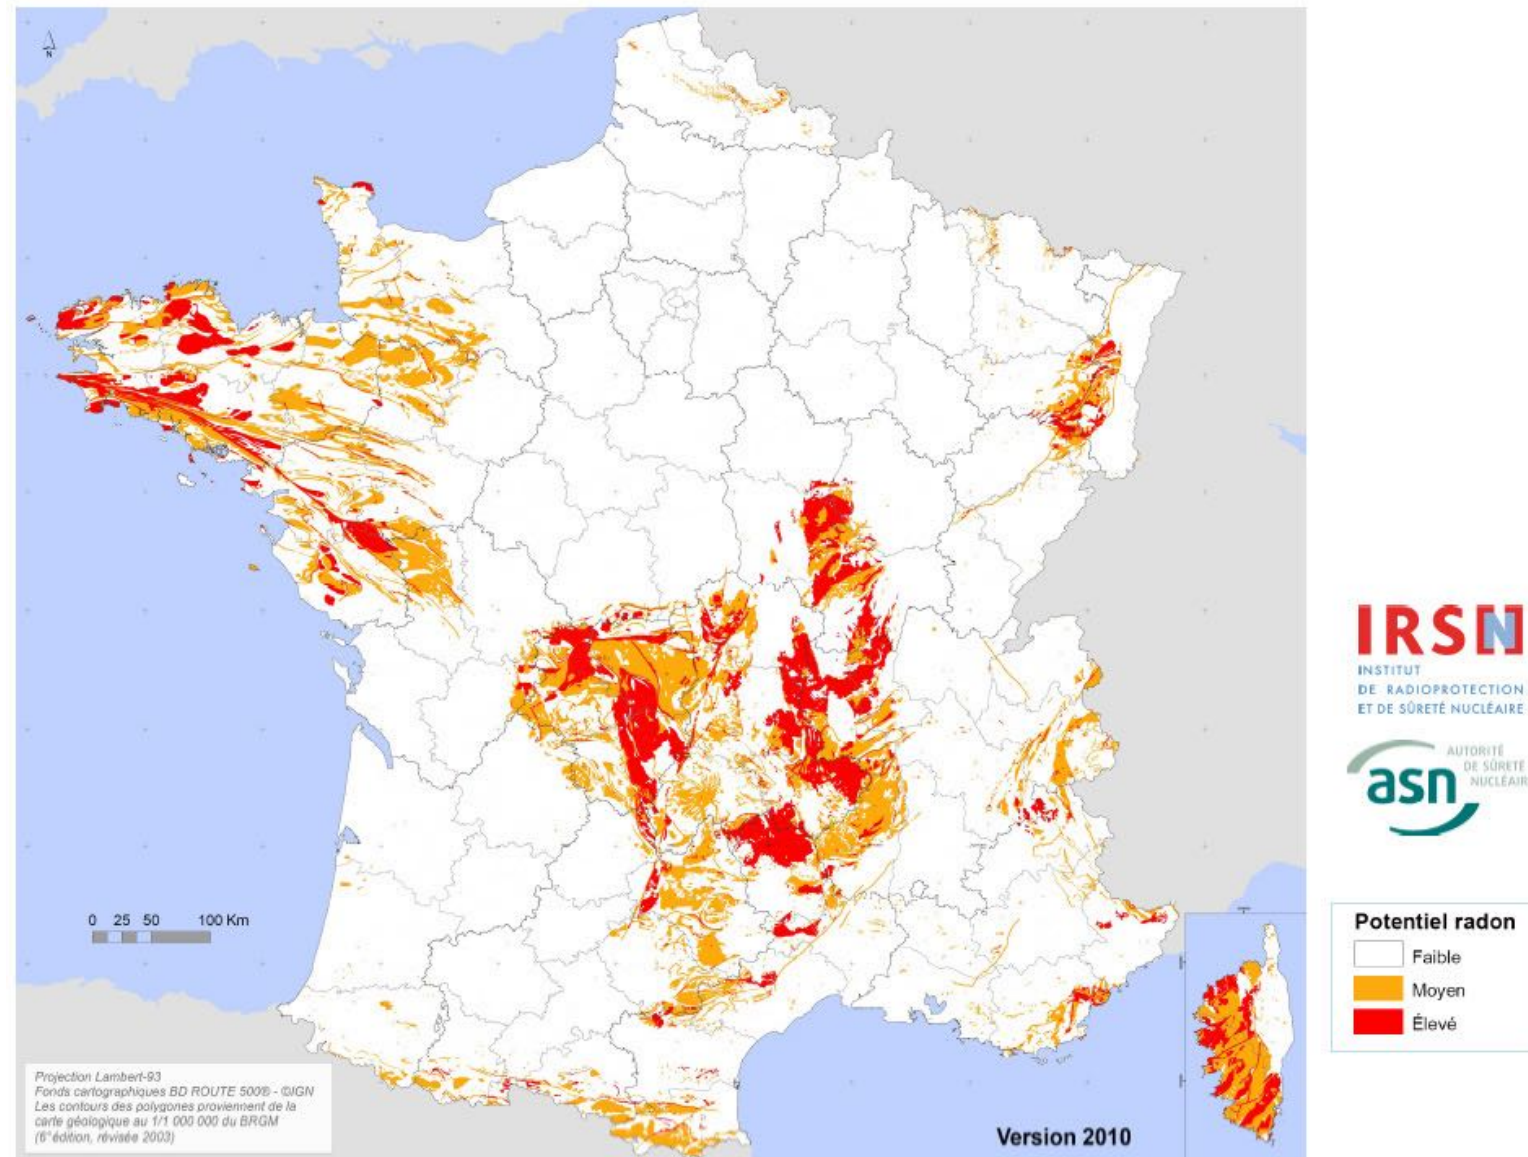 N
0 25 50 100 Km
Projection Lambert-93
Fonds cartographiques BD ROUTE 500® - ©IGN
Les contours des polygones proviennent de la
carte géologique au 1/1 000 000 du BRGM
(6° édition, révisée 2003)
Version 2010
IRSN
INSTITUT
DE RADIOPROTECTION
ET DE SÛRETÉ NUCLÉAIRE
AUTORITÉ
DE SÛRETÉ
NUCLÉAIR
asn
Potentiel radon
Faible
Moyen
Élevé